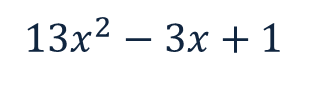 13x² − 3x + 1